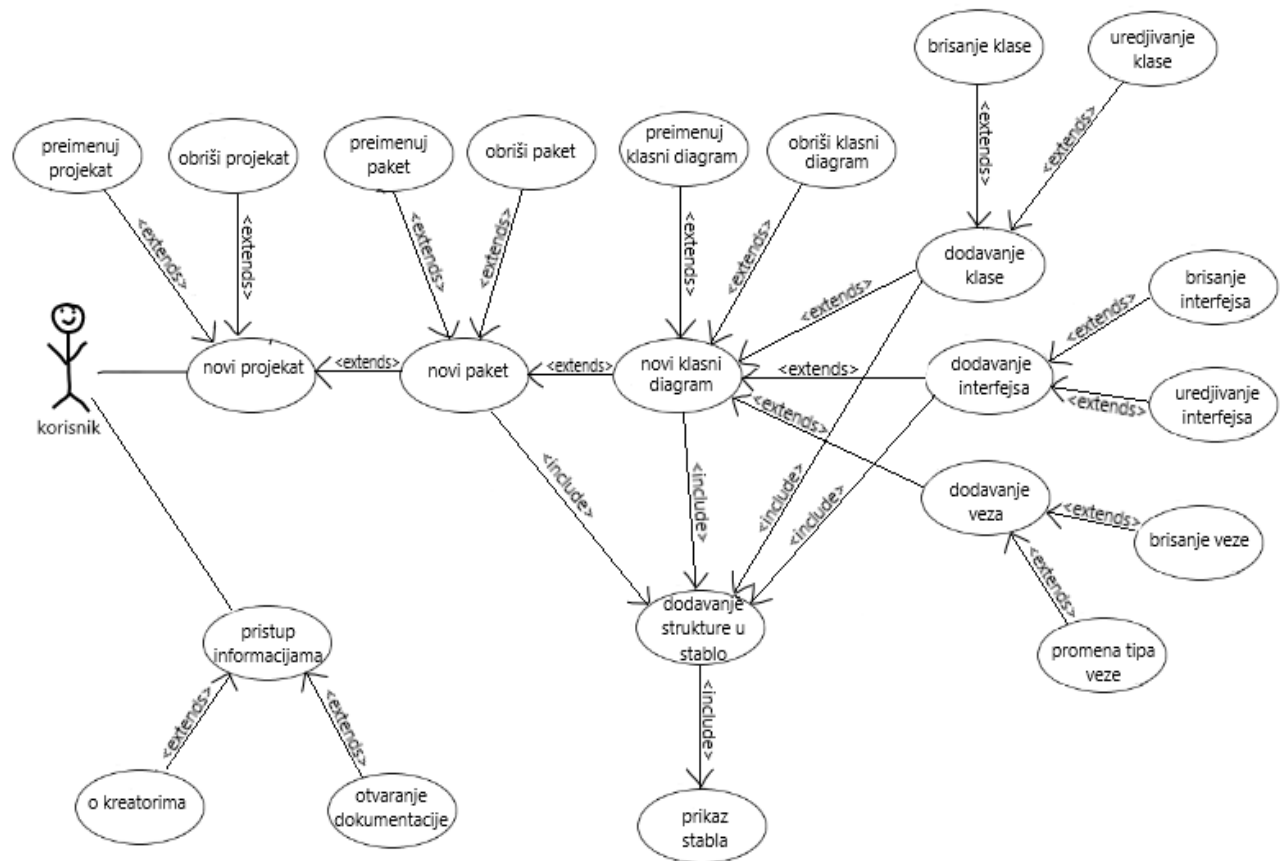 brisanje klase
uredjivanje
klase
<extends>
<extends>
preimenuj
projekat
obriši projekat
preimenuj
paket
obriši paket
preimenuj
klasni diagram
obriši klasni
diagram
<extends>
<extends>
<extends>
<extends>
<extends>
<extends>
dodavanje
klase
<extends>
brisanje
interfejsa
<extends>
korisnik
novi projekat
<extends>
novi paket
<extends>
novi klasni
diagram
<extends>
dodavanje
interfejsa
<extends>
uredjivanje
interfejsa
<extends>
<include>
<include>
<include>
<include>
dodavanje
veza
<extends>
brisanje veze
<extends>
promena tipa
veze
dodavanje
strukture u
stablo
<include>
prikaz
stabla
pristup
informacijama
<extends>
<extends>
o kreatorima
otvaranje
dokumentacije